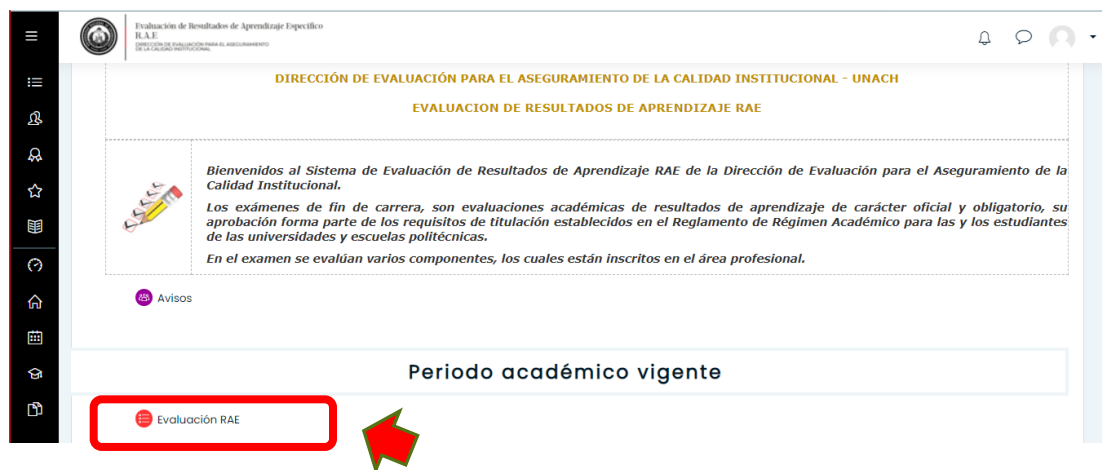 Evaluación de Resultados de Aprendizaje Específico
R.A.E
DIRECCIÓN DE EVALUACIÓN PARA EL ASEGURAMIENTO
DE LA CALIDAD INSTITUCIONAL
DIRECCIÓN DE EVALUACIÓN PARA EL ASEGURAMIENTO DE LA CALIDAD INSTITUCIONAL - UNACH
EVALUACION DE RESULTADOS DE APRENDIZAJE RAE
Bienvenidos al Sistema de Evaluación de Resultados de Aprendizaje RAE de la Dirección de Evaluación para el Aseguramiento de la
Calidad Institucional.
Los exámenes de fin de carrera, son evaluaciones académicas de resultados de aprendizaje de carácter oficial y obligatorio, su
aprobación forma parte de los requisitos de titulación establecidos en el Reglamento de Régimen Académico para las y los estudiantes
de las universidades y escuelas politécnicas.
En el examen se evalúan varios componentes, los cuales están inscritos en el área profesional.
Avisos
Periodo académico vigente
Evaluación RAE